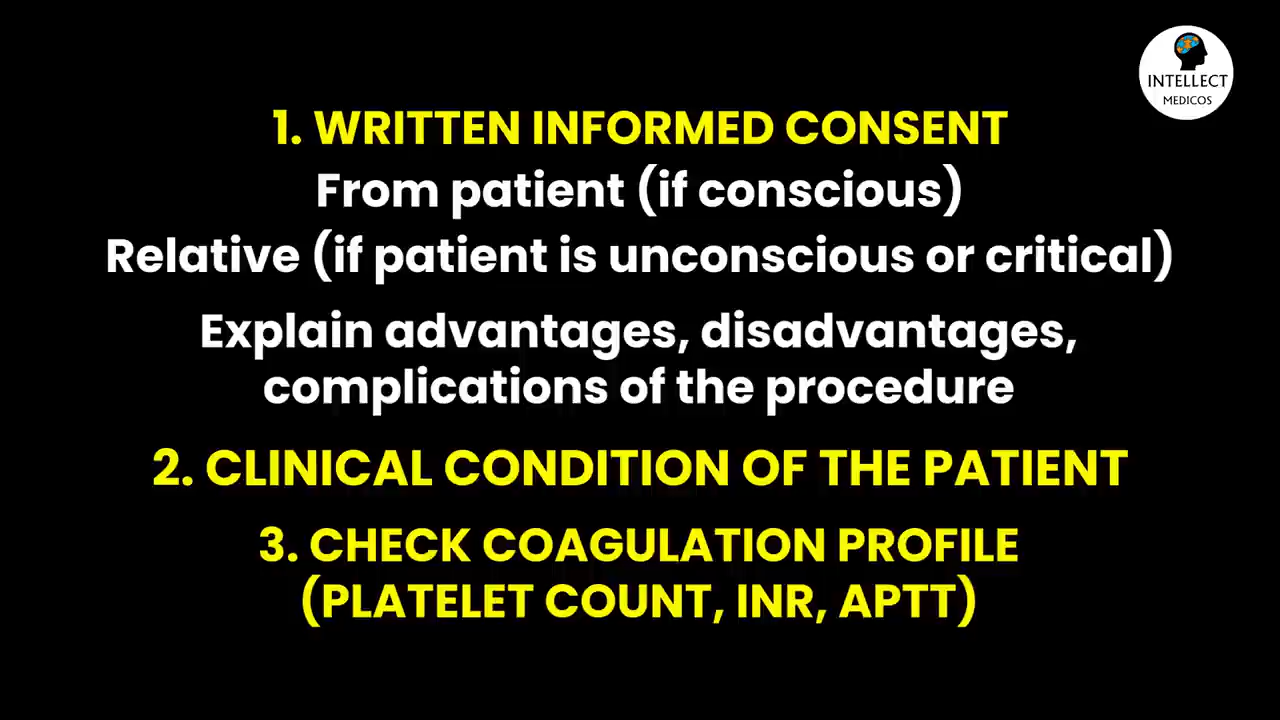 INTELLECT
MEDICOS
1. WRITTEN INFORMED CONSENT
From patient (if conscious)
Relative (if patient is unconscious or critical)
Explain advantages, disadvantages,
complications of the procedure
2. CLINICAL CONDITION OF THE PATIENT
3. CHECK COAGULATION PROFILE
(PLATELET COUNT, INR, APTT)